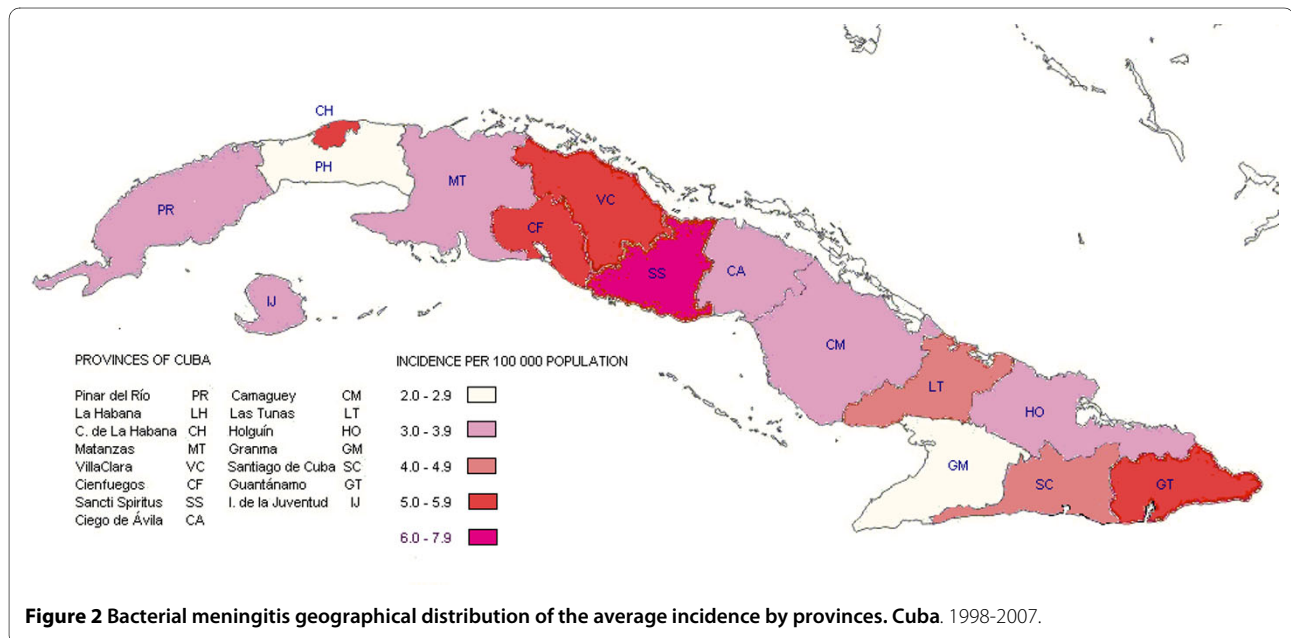 CH
PH
MT
PR
VC
CF
IJ
SS
CA
CM
LT
HO
GM
SC
GT
PROVINCES OF CUBA
Pinar del Río PR Camaguey CM
La Habana LH Las Tunas LT
C. de La Habana CH Holguín HO
Matanzas MT Granma GM
VillaClara VC Santiago de Cuba SC
Cienfuegos CF Guantánamo GT
Sancti Spiritus SS I. de la Juventud IJ
Ciego de Ávila CA
INCIDENCE PER 100 000 POPULATION
2.0 - 2.9
3.0 - 3.9
4.0 - 4.9
5.0 - 5.9
6.0 - 7.9
Figure 2 Bacterial meningitis geographical distribution of the average incidence by provinces. Cuba. 1998-2007.